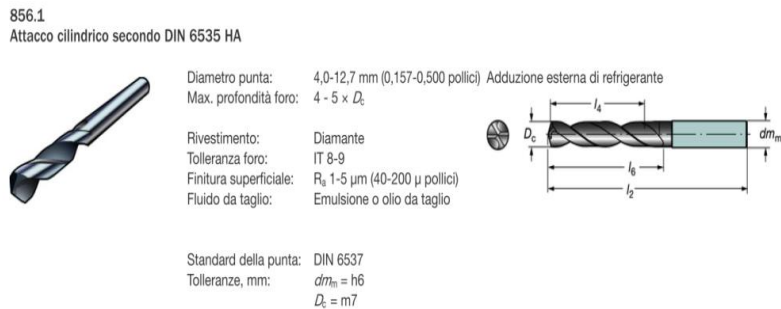 856.1
Attacco cilindrico secondo DIN 6535 HA
Diametro punta: 4,0-12,7 mm (0,157-0,500 pollici) Adduzione esterna di refrigerante
Max. profondità foro: 4 - 5 × Dc
l4
Dc
dmm
l6
l2
Rivestimento: Diamante
Tolleranza foro: IT 8-9
Finitura superficiale: Ra 1-5 μm (40-200 μ pollici)
Fluido da taglio: Emulsione o olio da taglio
Standard della punta: DIN 6537
Tolleranze, mm: dmm = h6
Dc = m7